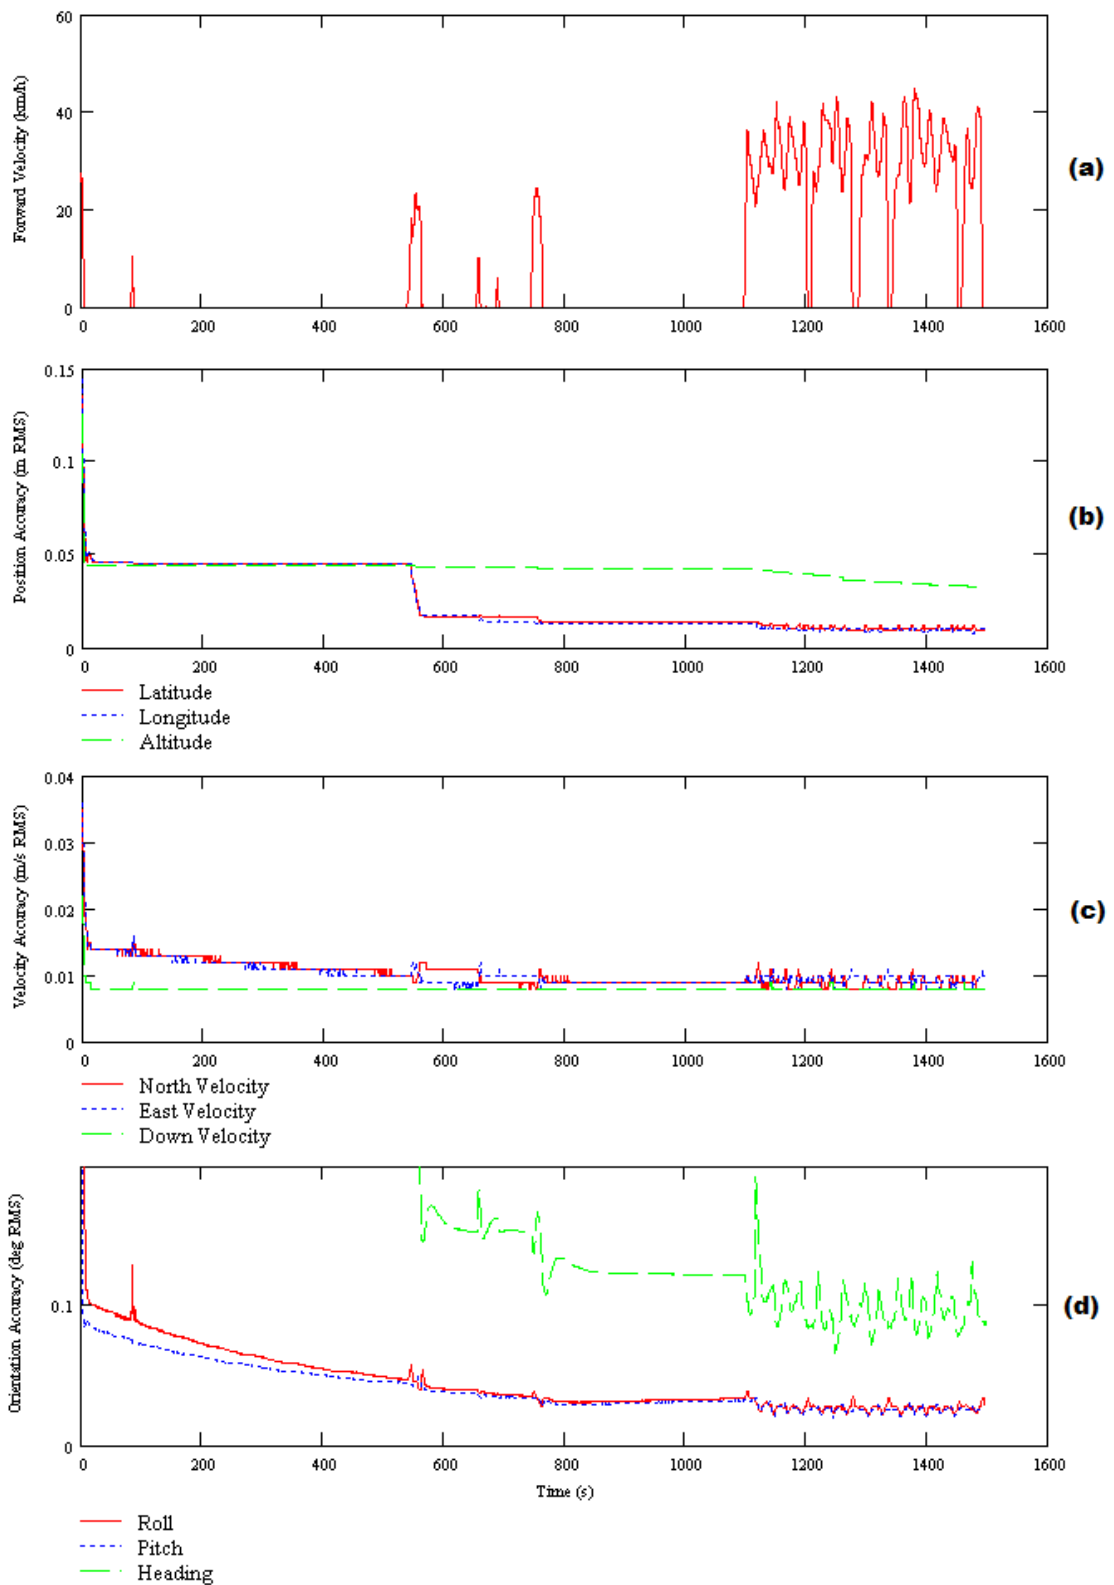 60
40
20
0
Forward Velocity (km/h)
0 200 400 600 800 1000 1200 1400 1600
(a)
0.15
0.1
0.05
0
Position Accuracy (m RMS)
0 200 400 600 800 1000 1200 1400 1600
(b)
Latitude
Longitude
Altitude
0.04
0.03
0.02
0.01
0
Velocity Accuracy (m/s RMS)
0 200 400 600 800 1000 1200 1400 1600
(c)
North Velocity
East Velocity
Down Velocity
0.1
0
Orientation Accuracy (deg RMS)
0 200 400 600 800 1000 1200 1400 1600
Time (s)
(d)
Roll
Pitch
Heading